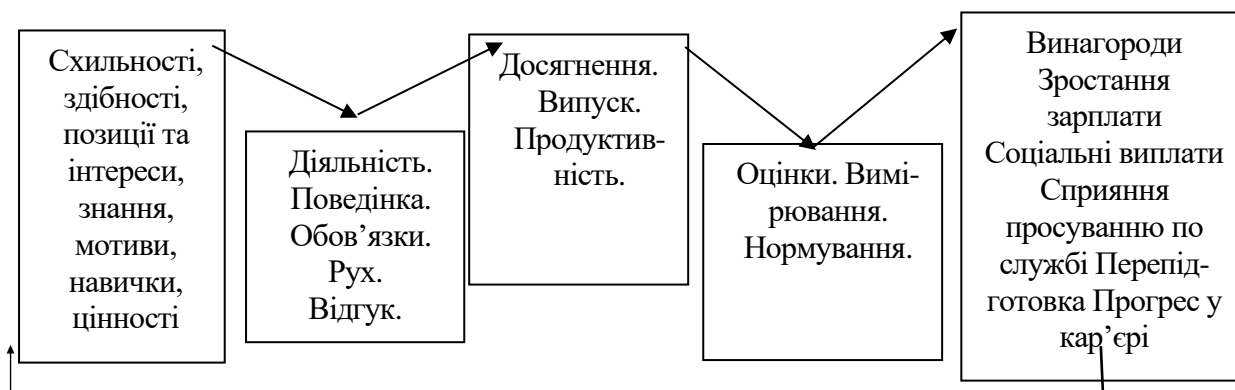 Схильності,
здібності,
позиції та
інтереси,
знання,
мотиви,
навички,
цінності
Діяльність.
Поведінка.
Обов’язки.
Рух.
Відгук.
Досягнення.
Випуск.
Продуктив-
ність.
Оцінки. Вимі-
рювання.
Нормування.
Винагороди
Зростання
зарплати
Соціальні виплати
Сприяння
просуванню по
службі Перепід-
готовка Прогрес у
кар’єрі